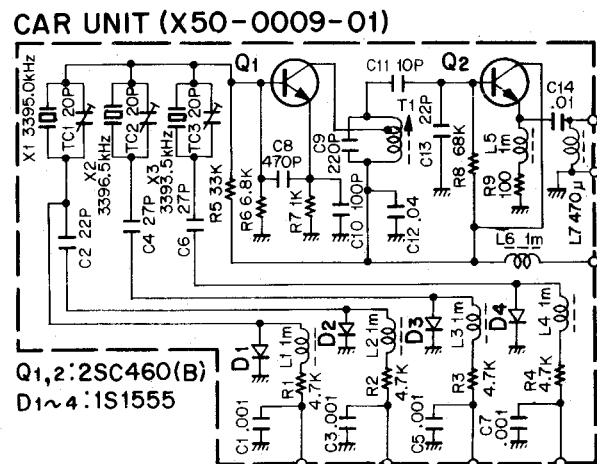 CAR UNIT (X50-0009-01)
X1 3395.0kHz
TC1 20P
X2 3396.5kHz
TC2 20P
X3 3393.5kHz
TC3 20P
Q1
Q2
C11 10P
T1
C14 .01
C8 470P
C9 220P
C13 22P
R8 68K
L5 1m
R9 100
L7 470μ
C2 22P
C4 27P
C6 27P
R5 33K
R6 6.8K
R7 1K
C10 100P
C12 .04
L6 1m
D1
D2
D3
D4
L1 1m
L2 1m
L3 1m
L4 1m
R1 4.7K
R2 4.7K
R3 4.7K
R4 4.7K
C1 .001
C3 .001
C5 .001
C7 .001
Q1,2:2SC460(B)
D1~4:1S1555